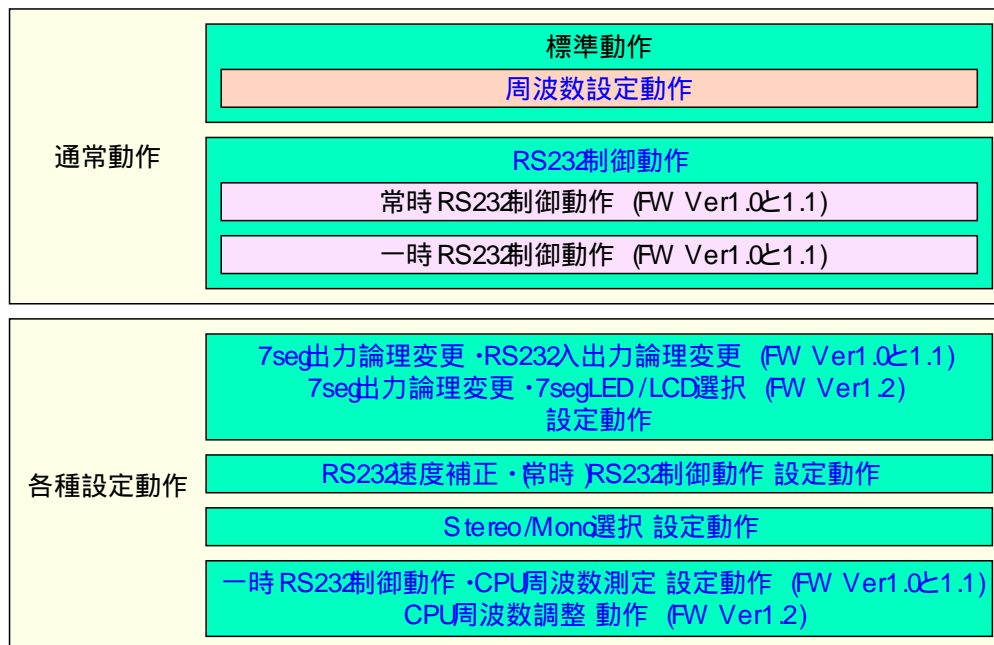 通常動作
標準動作
周波数設定動作
RS232制御動作
常時RS232制御動作 (FW Ver1.0と1.1)
一時RS232制御動作 (FW Ver1.0と1.1)
各種設定動作
7seg出力論理変更・RS232入出力論理変更 (FW Ver1.0と1.1)
7seg出力論理変更・7segLED/LCD選択 (FW Ver1.2)
設定動作
RS232速度補正・(常時)RS232制御動作 設定動作
Stereo/Mono選択 設定動作
一時RS232制御動作・CPU周波数測定 設定動作 (FW Ver1.0と1.1)
CPU周波数調整 動作 (FW Ver1.2)